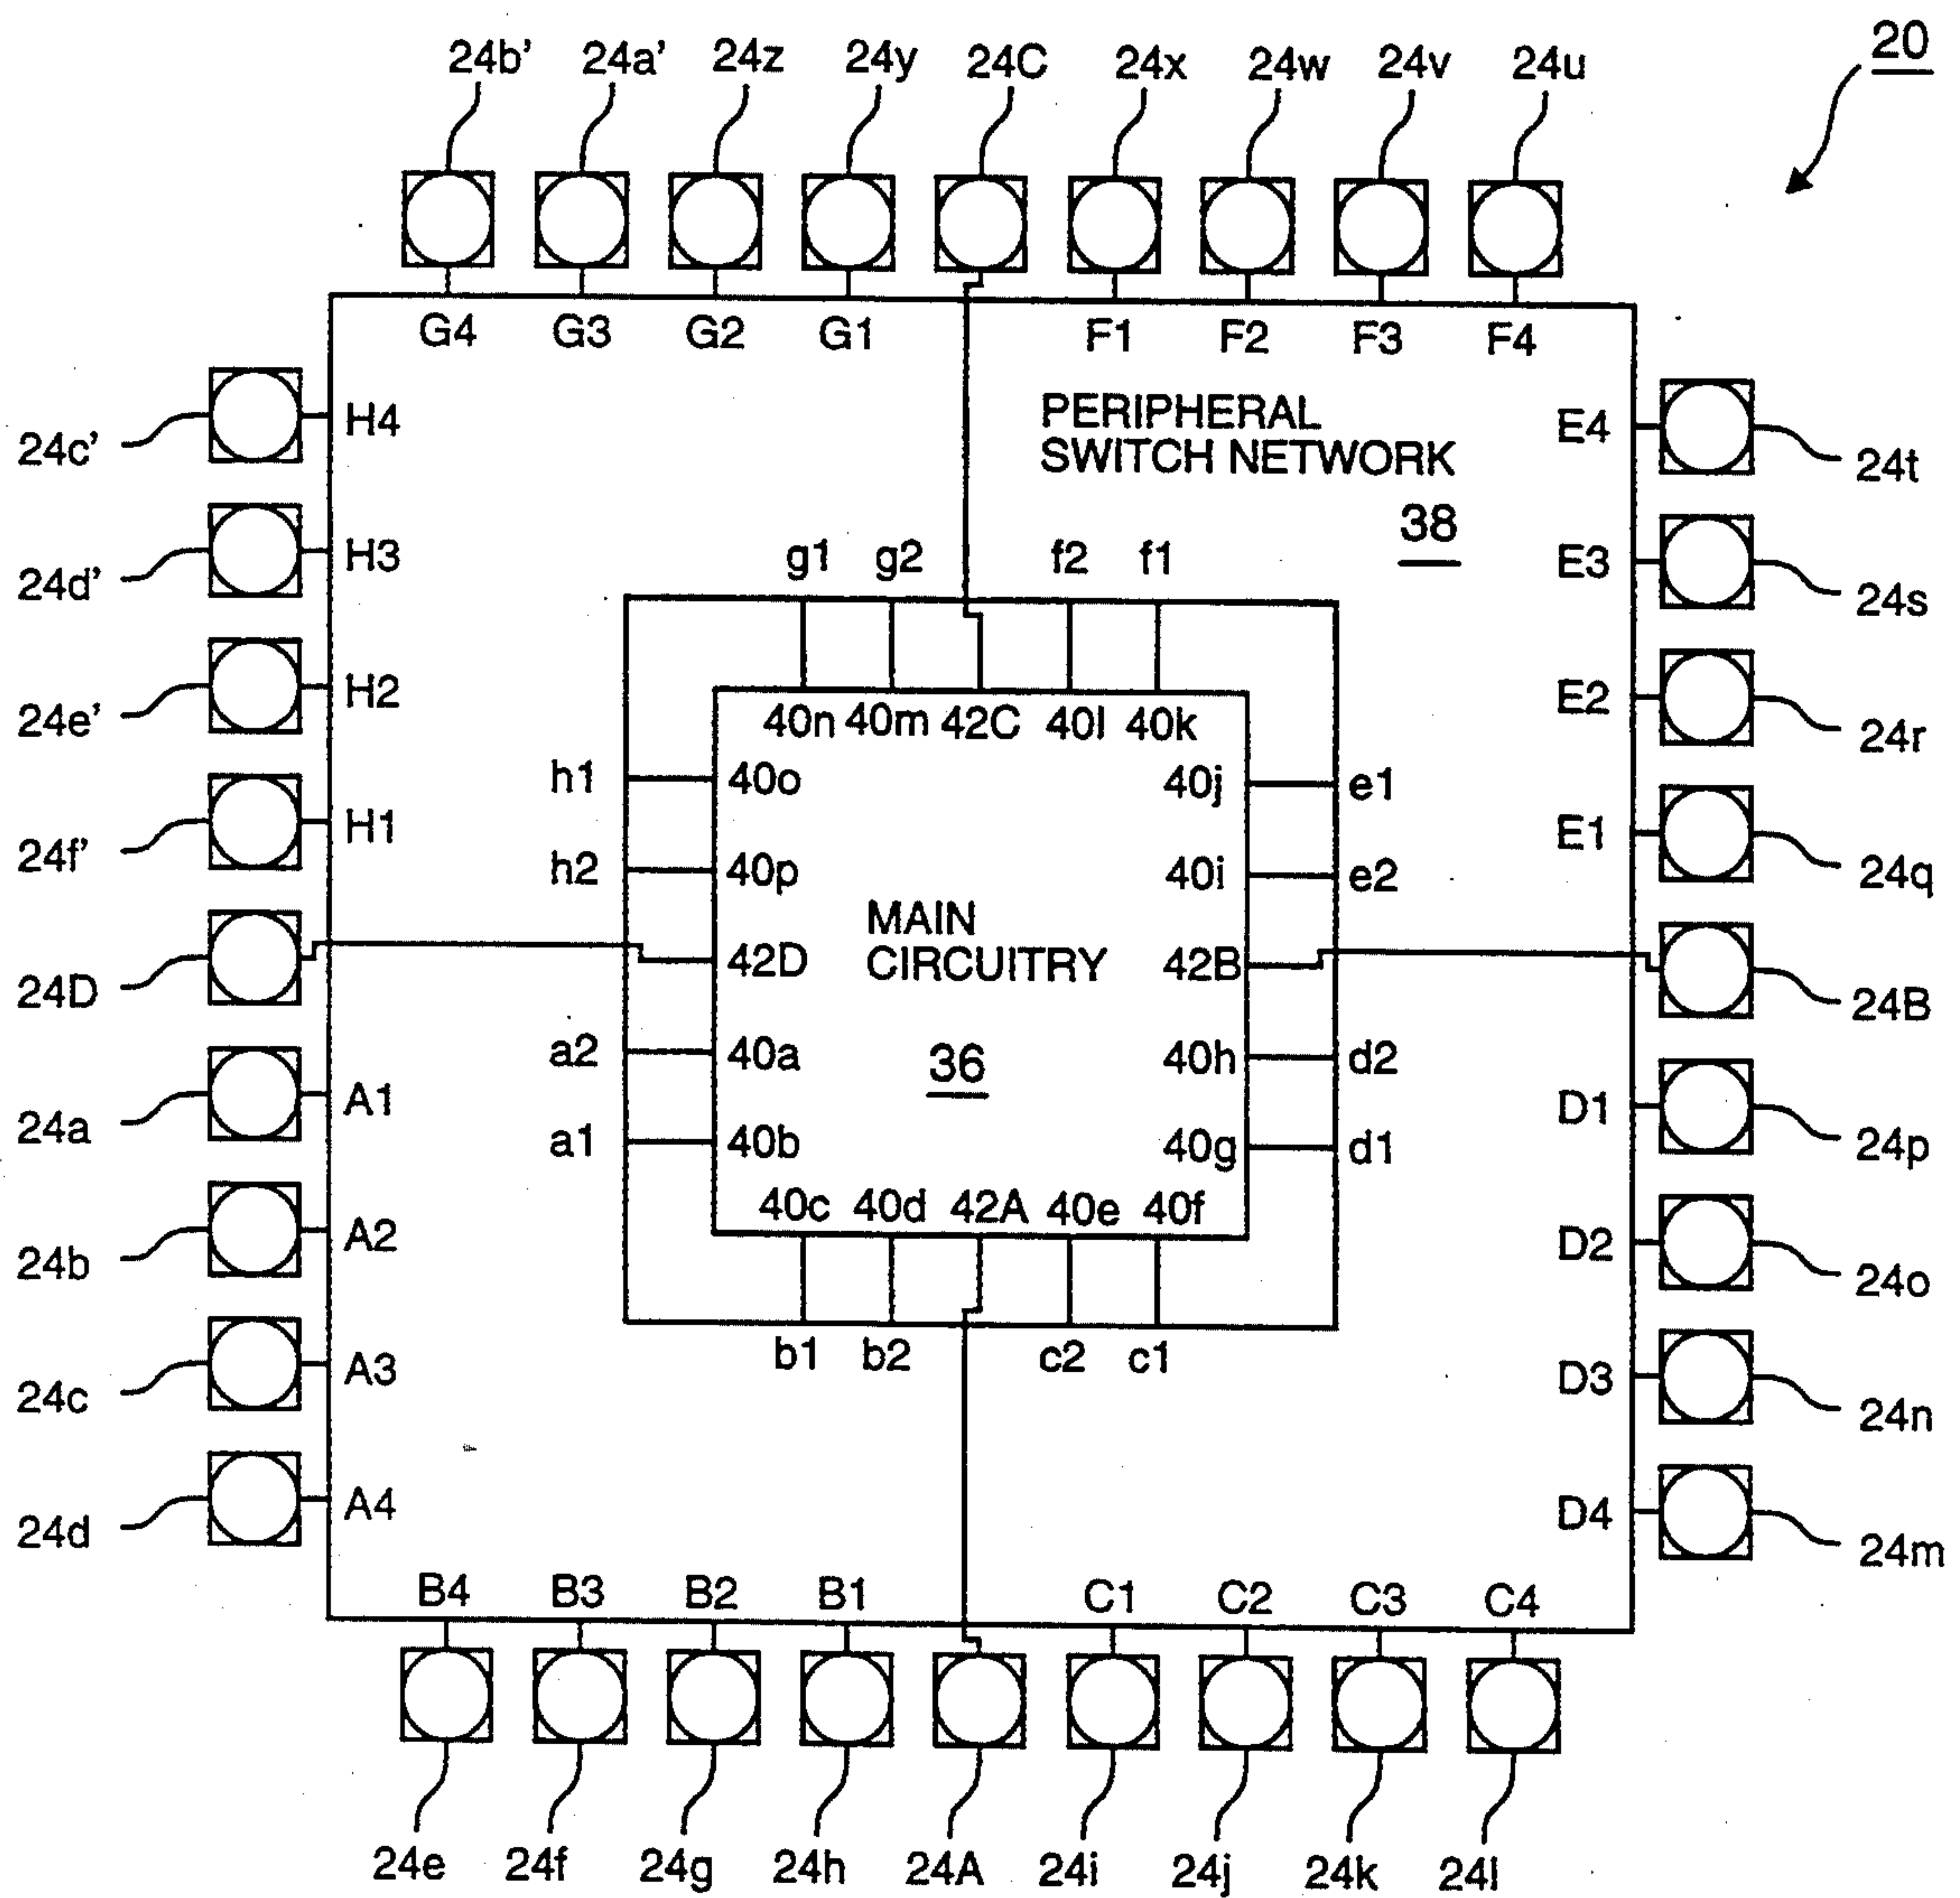 20
24b' 24a' 24z 24y 24C 24x 24w 24v 24u
G4 G3 G2 G1 F1 F2 F3 F4
PERIPHERAL
SWITCH NETWORK
38
24c' H4 E4 24t
24d' H3 E3 24s
g1 g2 f2 f1
24e' H2 E2 24r
40n 40m 42C 40l 40k
h1 40o 40j e1
24f' H1 E1 24q
h2 40p 40i e2
MAIN
CIRCUITRY
24D 42D 42B 24B
a2 40a 36 40h d2
24a A1 D1 24p
a1 40b 40g d1
40c 40d 42A 40e 40f
24b A2 D2 24o
b1 b2 c2 c1
24c A3 D3 24n
24d A4 D4 24m
B4 B3 B2 B1 C1 C2 C3 C4
24e 24f 24g 24h 24A 24i 24j 24k 24l